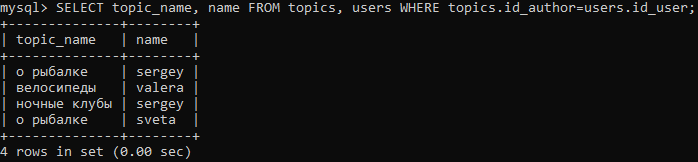 mysql> SELECT topic_name, name FROM topics, users WHERE topics.id_author=users.id_user;
+--------------+--------+
| topic_name   | name   |
+--------------+--------+
| о рыбалке    | sergey |
| велосипеды   | valera |
| ночные клубы | sergey |
| о рыбалке    | sveta  |
+--------------+--------+
4 rows in set (0.00 sec)